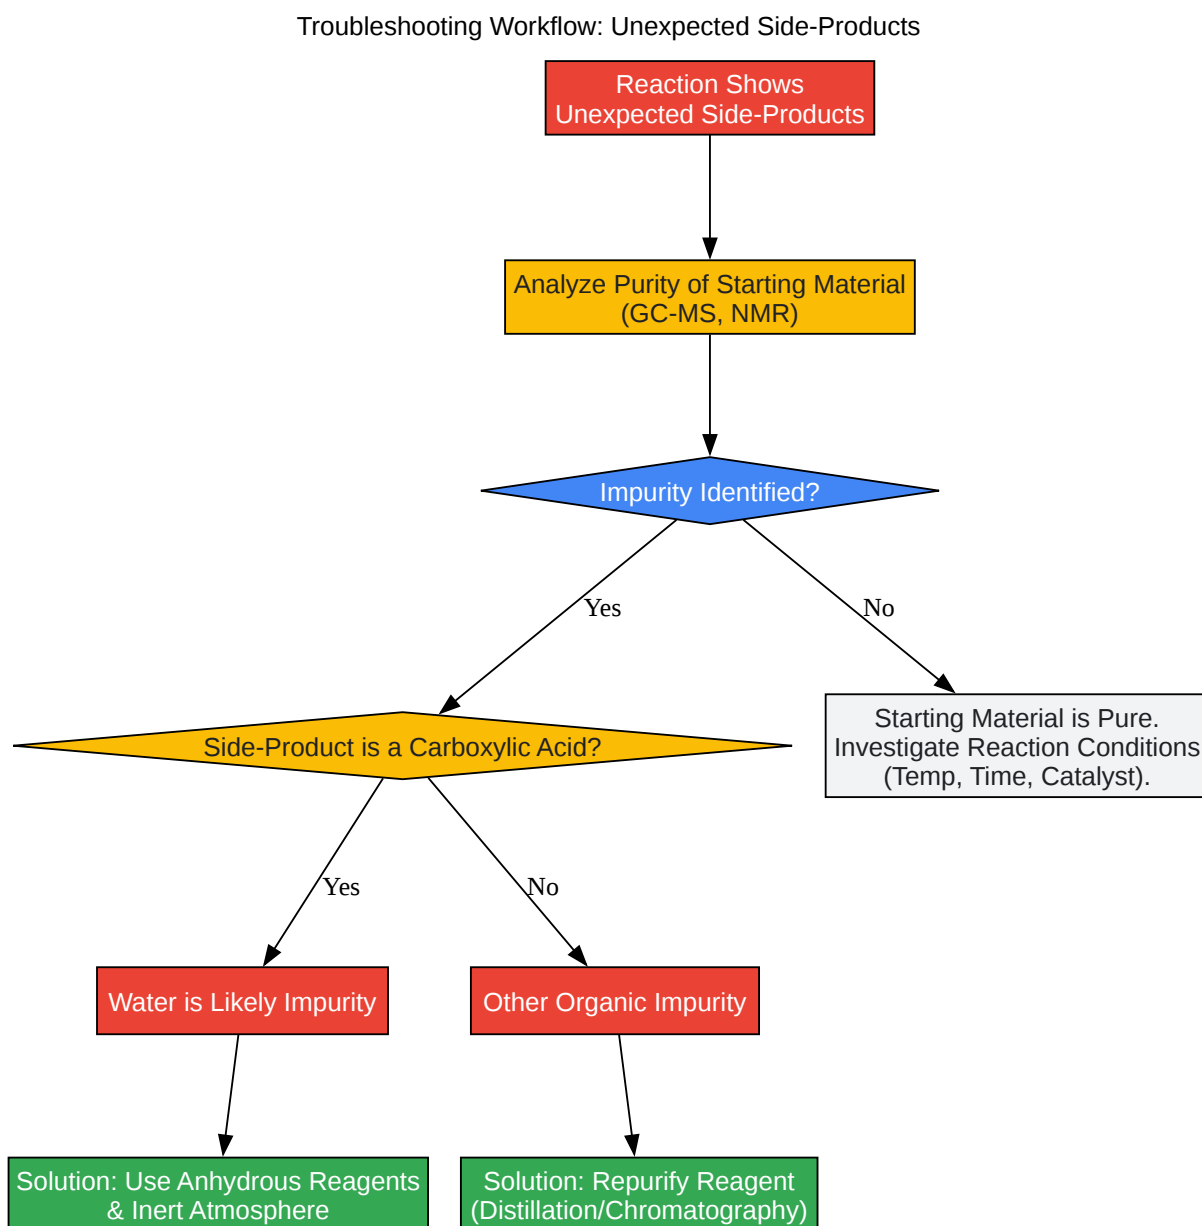 Troubleshooting Workflow: Unexpected Side-Products
Reaction Shows
Unexpected Side-Products
Analyze Purity of Starting Material
(GC-MS, NMR)
Impurity Identified?
Yes
No
Starting Material is Pure.
Investigate Reaction Conditions
(Temp, Time, Catalyst).
Side-Product is a Carboxylic Acid?
Yes
No
Water is Likely Impurity
Other Organic Impurity
Solution: Use Anhydrous Reagents
& Inert Atmosphere
Solution: Repurify Reagent
(Distillation/Chromatography)